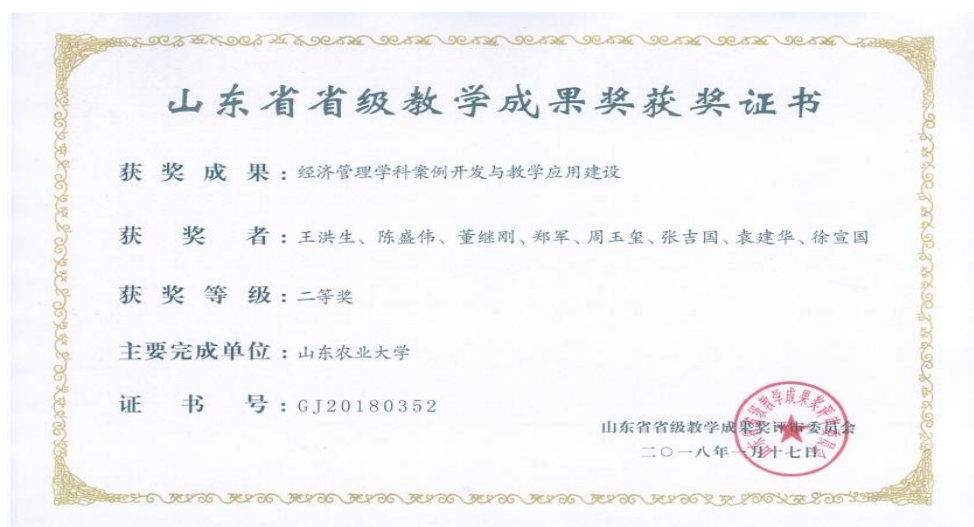 山东省省级教学成果奖获奖证书
获奖成果：经济管理学科案例开发与教学应用建设
获奖者：王洪生、陈盛伟、董继刚、郑军、周玉玺、张吉国、袁建华、徐宣国
获奖等级：二等奖
主要完成单位：山东农业大学
证书号：GJ20180352
山东省省级教学成果奖评审委员会
二〇一八年一月十七日